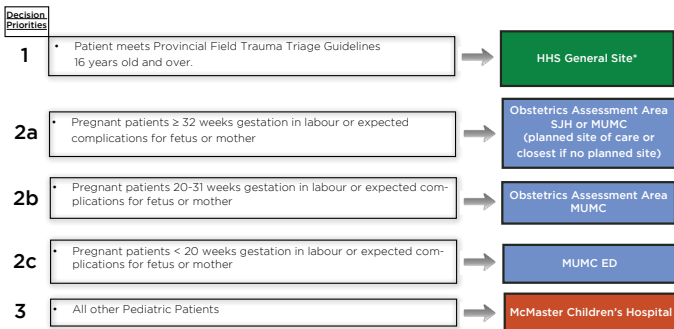 Decision
Priorities
1
• Patient meets Provincial Field Trauma Triage Guidelines
16 years old and over.
HHS General Site*
2a
• Pregnant patients ≥ 32 weeks gestation in labour or expected
complications for fetus or mother
Obstetrics Assessment Area
SJH or MUMC
(planned site of care or
closest if no planned site)
2b
• Pregnant patients 20-31 weeks gestation in labour or expected com-
plications for fetus or mother
Obstetrics Assessment Area
MUMC
2c
• Pregnant patients < 20 weeks gestation in labour or expected com-
plications for fetus or mother
MUMC ED
3
• All other Pediatric Patients
McMaster Children's Hospital